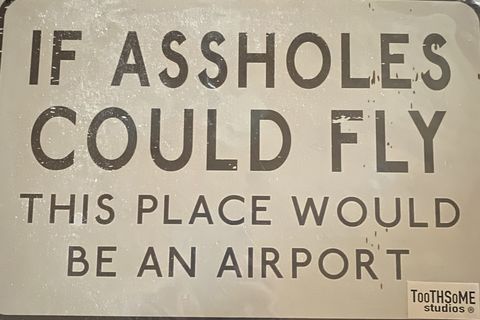 IF ASSHOLES
COULD FLY
THIS PLACE WOULD
BE AN AIRPORT
TooTHSoME
studios ®